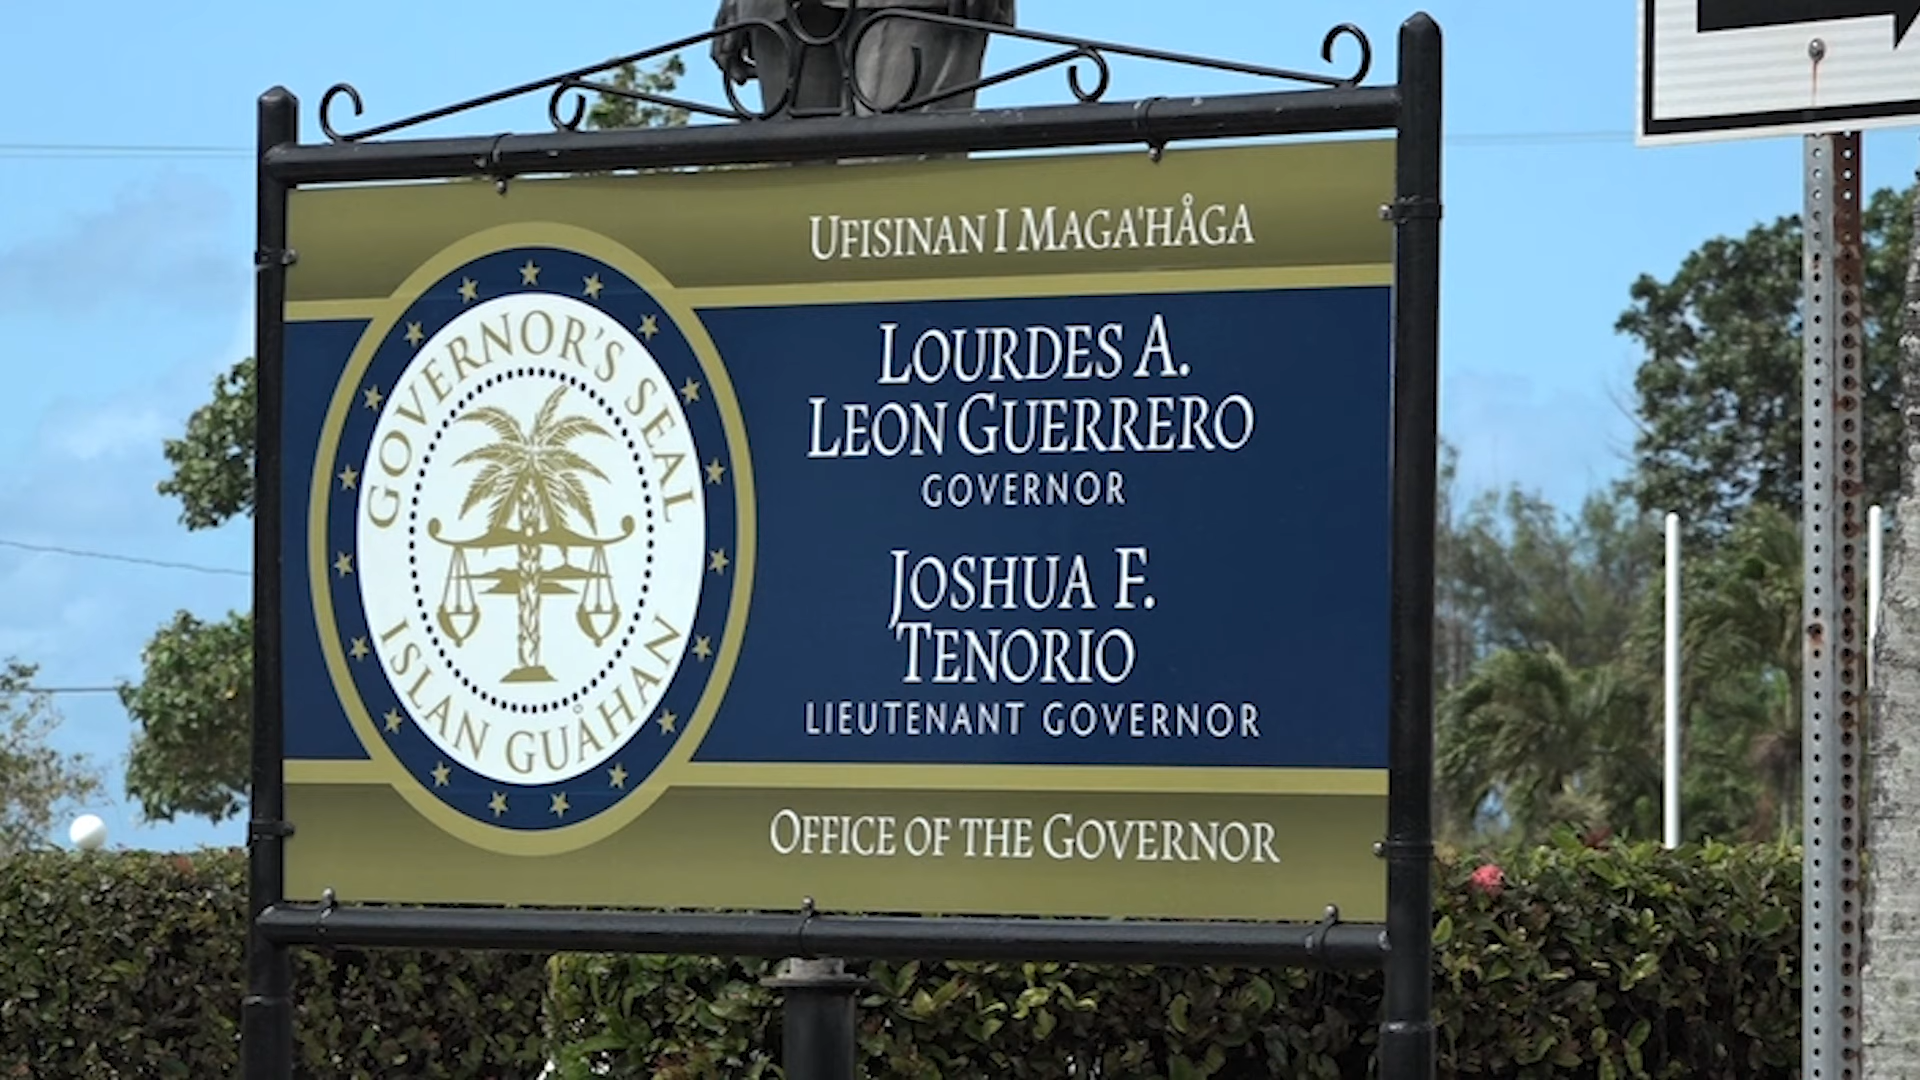 UFISINAN I MAGA'HÅGA
GOVERNOR'S SEAL
ISLAN GUÅHAN
LOURDES A.
LEON GUERRERO
GOVERNOR
JOSHUA F.
TENORIO
LIEUTENANT GOVERNOR
OFFICE OF THE GOVERNOR